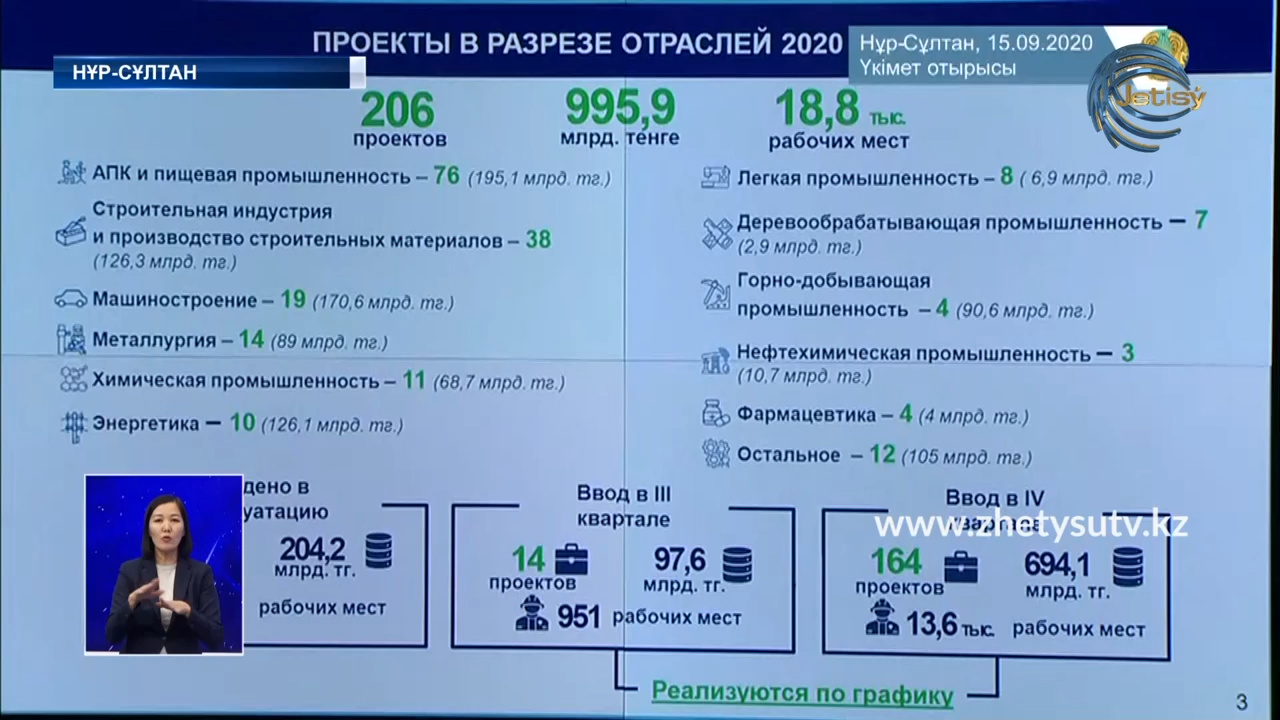 ПРОЕКТЫ В РАЗРЕЗЕ ОТРАСЛЕЙ 2020
Нұр-Сұлтан, 15.09.2020
Үкімет отырысы
НҰР-СҰЛТАН
Jetisý
206
проектов
995,9
млрд. тенге
18,8 тыс.
рабочих мест
АПК и пищевая промышленность – 76 (195,1 млрд. тг.)
Строительная индустрия
и производство строительных материалов – 38
(126,3 млрд. тг.)
Машиностроение – 19 (170,6 млрд. тг.)
Металлургия – 14 (89 млрд. тг.)
Химическая промышленность – 11 (68,7 млрд. тг.)
Энергетика – 10 (126,1 млрд. тг.)
Легкая промышленность – 8 ( 6,9 млрд. тг.)
Деревообрабатывающая промышленность – 7
(2,9 млрд. тг.)
Горно-добывающая
промышленность – 4 (90,6 млрд. тг.)
Нефтехимическая промышленность – 3
(10,7 млрд. тг.)
Фармацевтика – 4 (4 млрд. тг.)
Остальное – 12 (105 млрд. тг.)
дено в
уатацию
204,2
млрд. тг.
рабочих мест
Ввод в III
квартале
14
проектов
97,6
млрд. тг.
951 рабочих мест
Ввод в IV
квартале
www.zhetysutv.kz
164
проектов
694,1
млрд. тг.
13,6 тыс. рабочих мест
Реализуются по графику
3